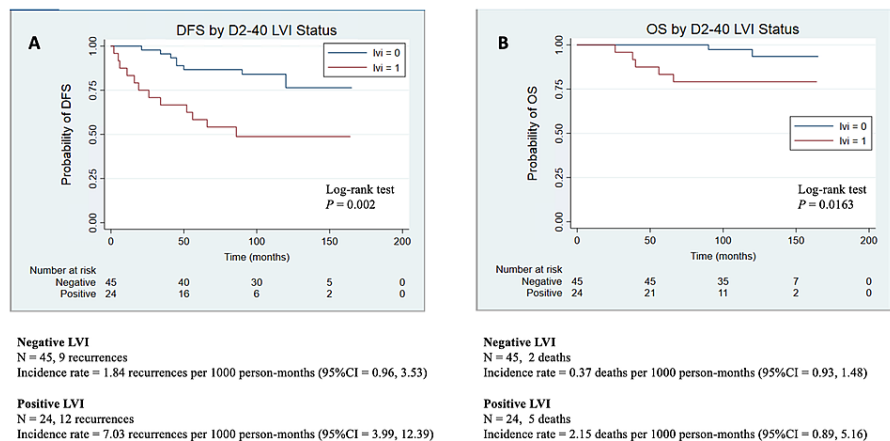 A
DFS by D2-40 LVI Status
lvi = 0
lvi = 1
Probability of DFS
1.00
0.75
0.50
0.25
0.00
Log-rank test
P = 0.002
0 50 100 150 200
Time (months)
Number at risk
Negative 45 40 30 5 0
Positive 24 16 6 2 0
Negative LVI
N = 45, 9 recurrences
Incidence rate = 1.84 recurrences per 1000 person-months (95%CI = 0.96, 3.53)
Positive LVI
N = 24, 12 recurrences
Incidence rate = 7.03 recurrences per 1000 person-months (95%CI = 3.99, 12.39)
B
OS by D2-40 LVI Status
lvi = 0
lvi = 1
Probability of OS
1.00
0.75
0.50
0.25
0.00
Log-rank test
P = 0.0163
0 50 100 150 200
Time (months)
Number at risk
Negative 45 45 35 7 0
Positive 24 21 11 2 0
Negative LVI
N = 45, 2 deaths
Incidence rate = 0.37 deaths per 1000 person-months (95%CI = 0.93, 1.48)
Positive LVI
N = 24, 5 deaths
Incidence rate = 2.15 deaths per 1000 person-months (95%CI = 0.89, 5.16)